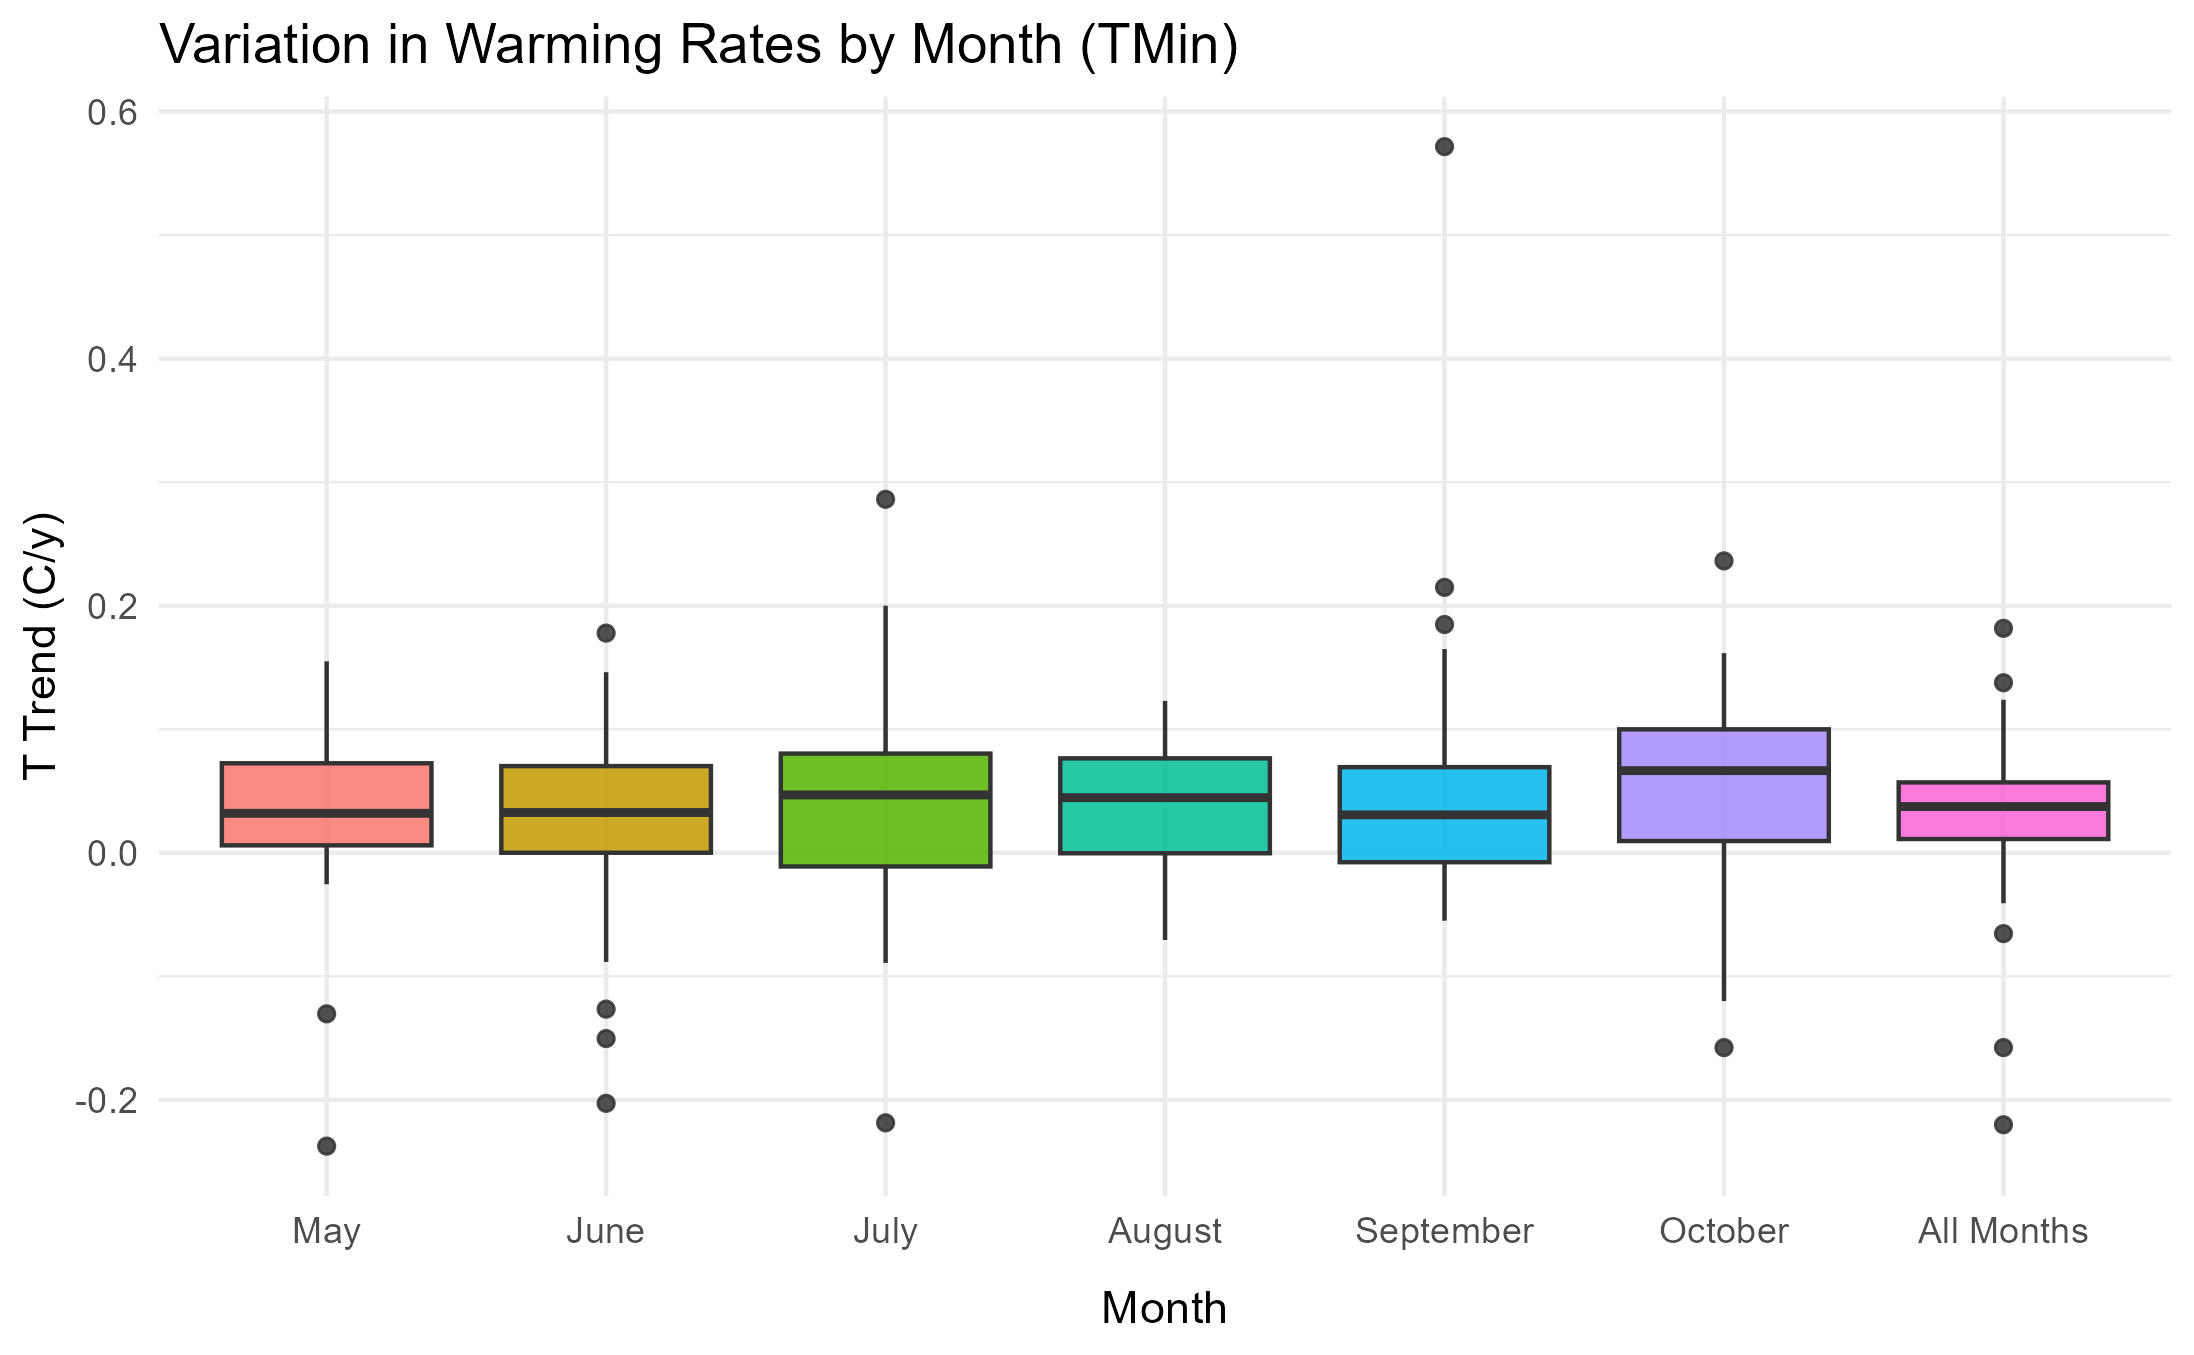 Variation in Warming Rates by Month (TMin)
0.6
0.4
0.2
0.0
-0.2
T Trend (C/y)
May
June
July
August
September
October
All Months
Month